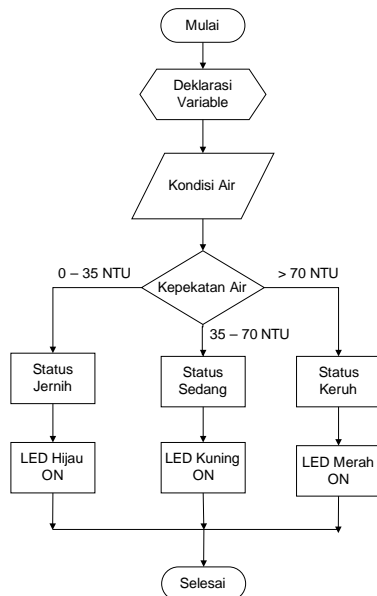 Mulai
Deklarasi
Variable
Kondisi Air
0 – 35 NTU
Kepekatan Air
> 70 NTU
35 – 70 NTU
Status
Jernih
Status
Sedang
Status
Keruh
LED Hijau
ON
LED Kuning
ON
LED Merah
ON
Selesai